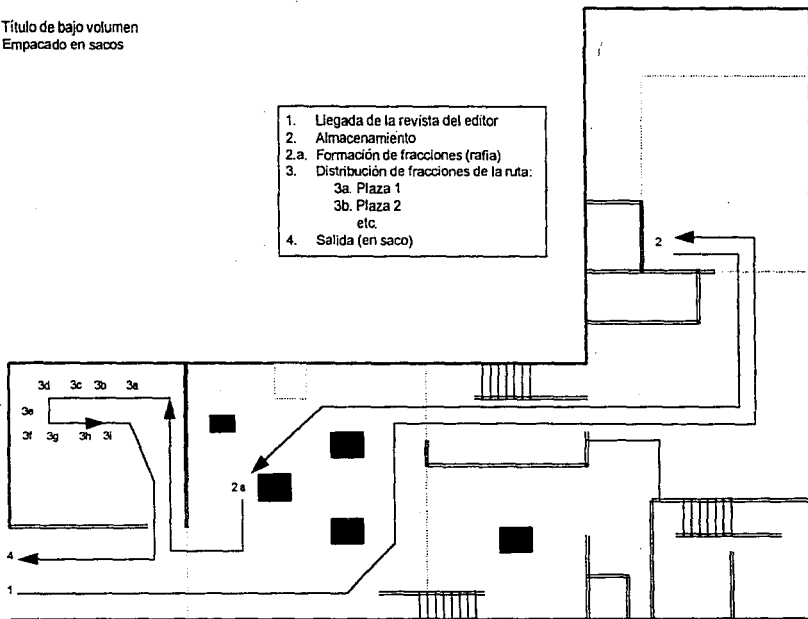 Título de bajo volumen
Empacado en sacos
1. Llegada de la revista del editor
2. Almacenamiento
2.a. Formación de fracciones (rafia)
3. Distribución de fracciones de la ruta:
3a. Plaza 1
3b. Plaza 2
etc.
4. Salida (en saco)
2
3d 3c 3b 3a
3e
3f 3g 3h 3i
2a
4
1